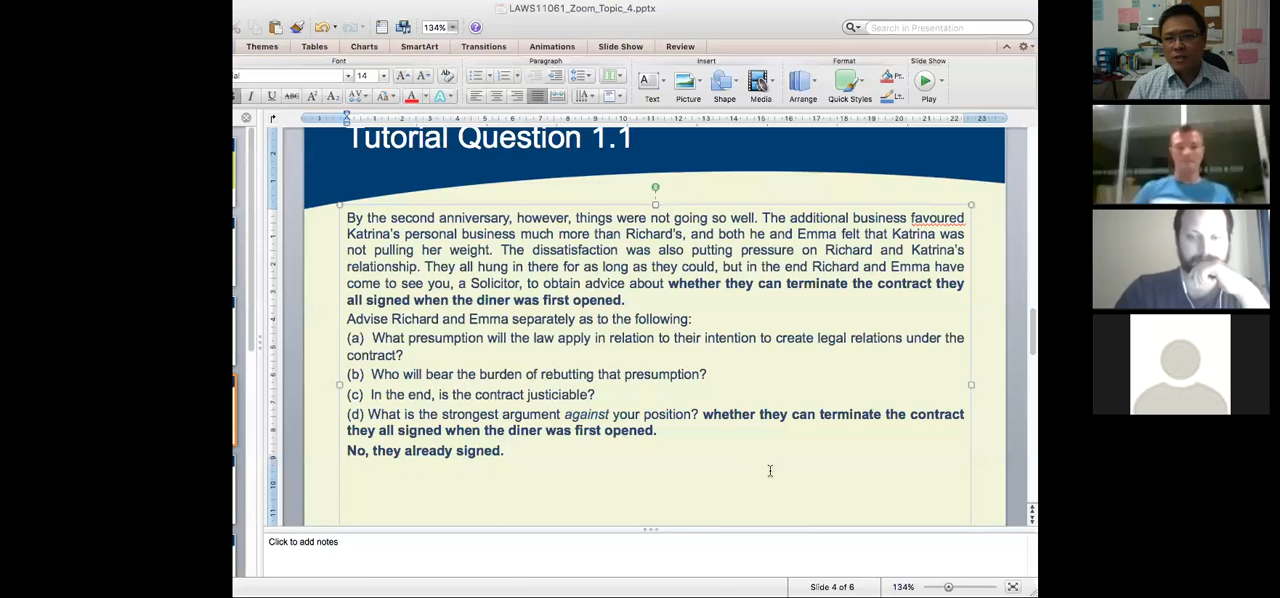 LAWS11061_Zoom_Topic_4.pptx
134%
Search in Presentation
Themes Tables Charts SmartArt Transitions Animations Slide Show Review
Font Paragraph Insert Format Slide Show
14
Text Picture Shape Media Arrange Quick Styles Play
Tutorial Question 1.1
By the second anniversary, however, things were not going so well. The additional business favoured
Katrina's personal business much more than Richard's, and both he and Emma felt that Katrina was
not pulling her weight. The dissatisfaction was also putting pressure on Richard and Katrina's
relationship. They all hung in there for as long as they could, but in the end Richard and Emma have
come to see you, a Solicitor, to obtain advice about whether they can terminate the contract they
all signed when the diner was first opened.
Advise Richard and Emma separately as to the following:
(a) What presumption will the law apply in relation to their intention to create legal relations under the
contract?
(b) Who will bear the burden of rebutting that presumption?
(c) In the end, is the contract justiciable?
(d) What is the strongest argument against your position? whether they can terminate the contract
they all signed when the diner was first opened.
No, they already signed.
Click to add notes
Slide 4 of 6 134%